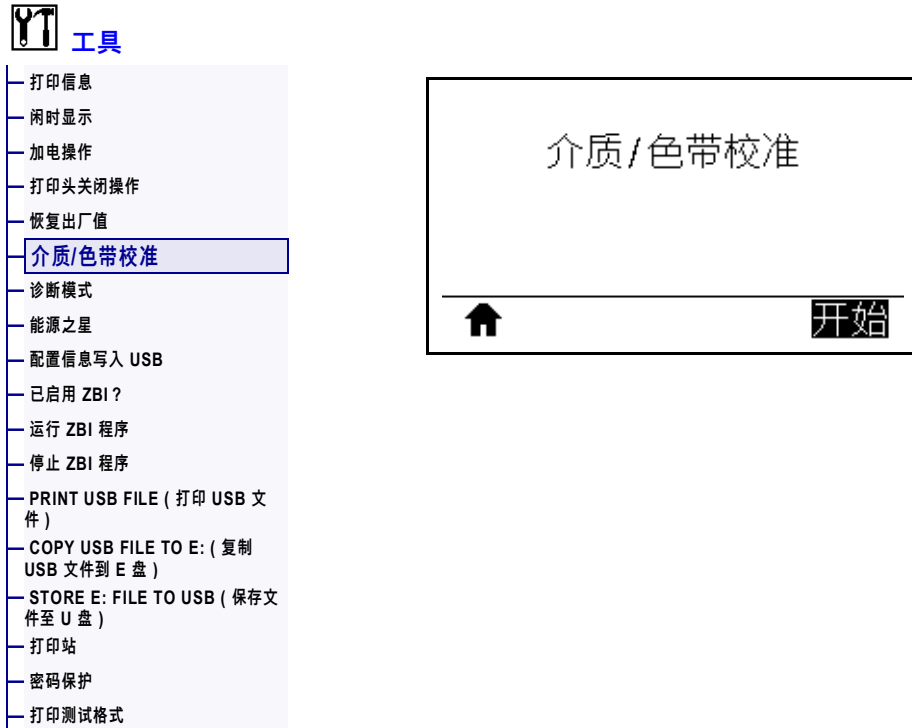 工具
打印信息
闲时显示
加电操作
打印头关闭操作
恢复出厂值
介质/色带校准
诊断模式
能源之星
配置信息写入 USB
已启用 ZBI？
运行 ZBI 程序
停止 ZBI 程序
PRINT USB FILE ( 打印 USB 文
件 )
COPY USB FILE TO E: ( 复制
USB 文件到 E 盘 )
STORE E: FILE TO USB ( 保存文
件至 U 盘 )
打印站
密码保护
打印测试格式
介质/色带校准
开始